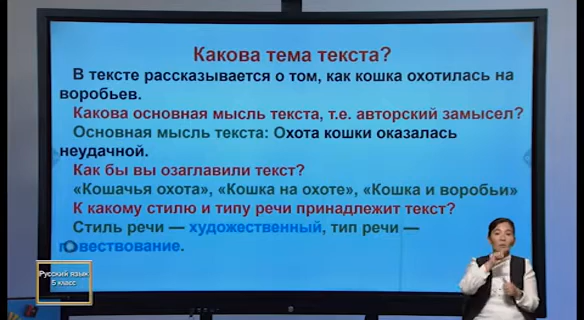 Какова тема текста?
В тексте рассказывается о том, как кошка охотилась на
воробьев.
Какова основная мысль текста, т.е. авторский замысел?
Основная мысль текста: Охота кошки оказалась
неудачной.
Как бы вы озаглавили текст?
«Кошачья охота», «Кошка на охоте», «Кошка и воробьи»
К какому стилю и типу речи принадлежит текст?
Стиль речи — художественный, тип речи —
повествование.
Русский язык
5 класс